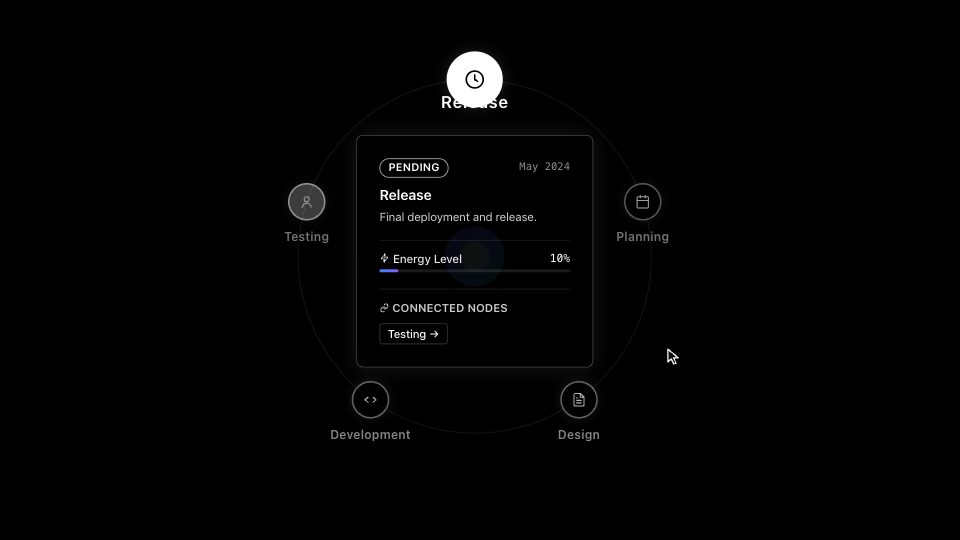 Release
PENDING
May 2024
Release
Final deployment and release.
Energy Level
10%
CONNECTED NODES
Testing →
Testing
Planning
Development
Design